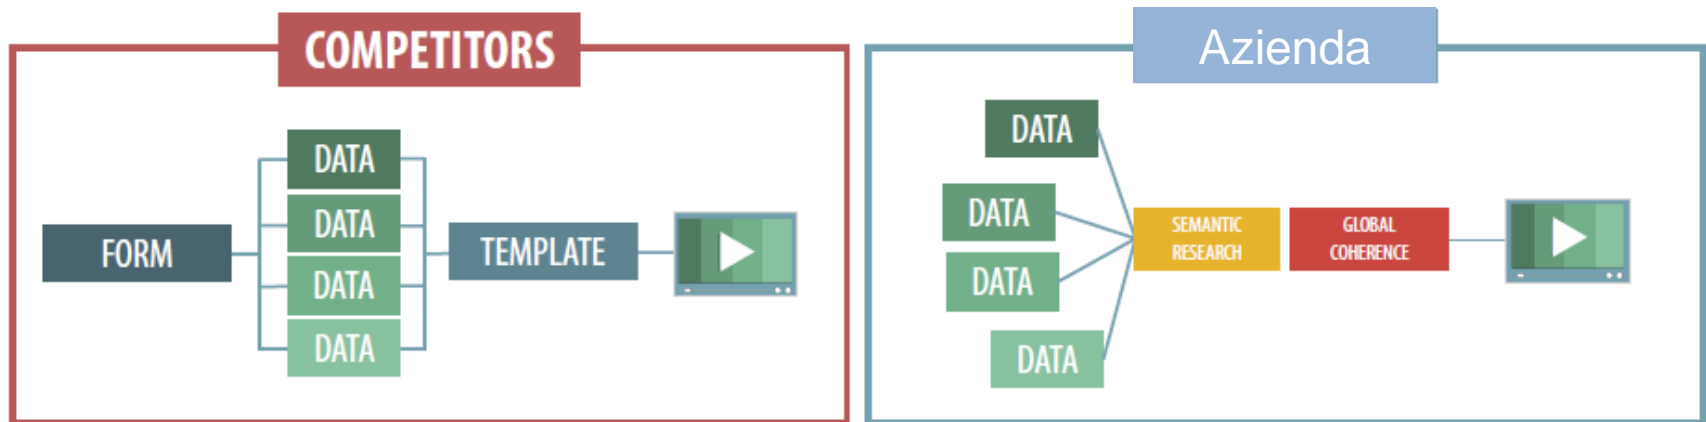 COMPETITORS
FORM
DATA
DATA
DATA
DATA
TEMPLATE
Azienda
DATA
DATA
DATA
DATA
SEMANTIC
RESEARCH
GLOBAL
COHERENCE